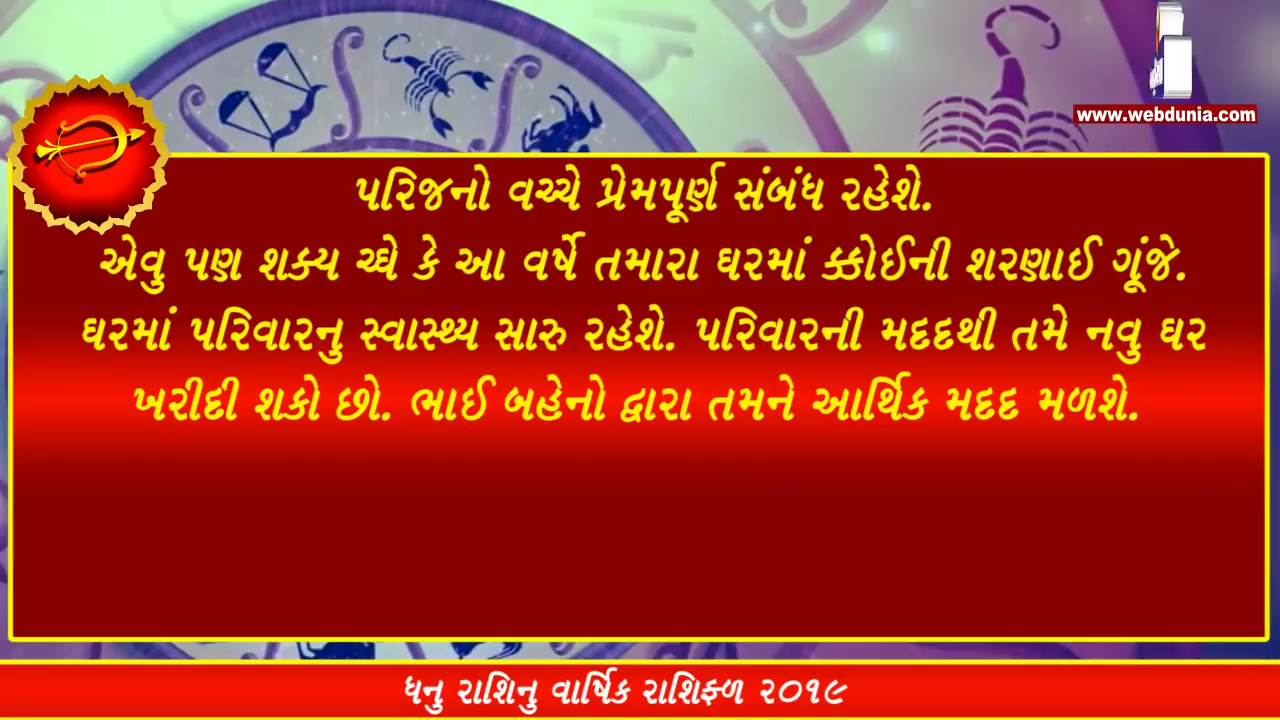 www.webdunia.com
પરિજનો વચ્ચે પ્રેમપૂર્ણ સંબંધ રહેશે.
એવુ પણ શક્ય ચ્ઘે કે આ વર્ષે તમારા ઘરમાં ક્કોઈની શરણાઈ ગૂંજે.
ઘરમાં પરિવારનુ સ્વાસ્થ્ય સારુ રહેશે. પરિવારની મદદથી તમે નવુ ઘર
ખરીદી શકો છો. ભાઈ બહેનો દ્વારા તમને આર્થિક મદદ મળશે.
ધનુ રાશિનુ વાર્ષિક રાશિફળ ૨૦૧૯